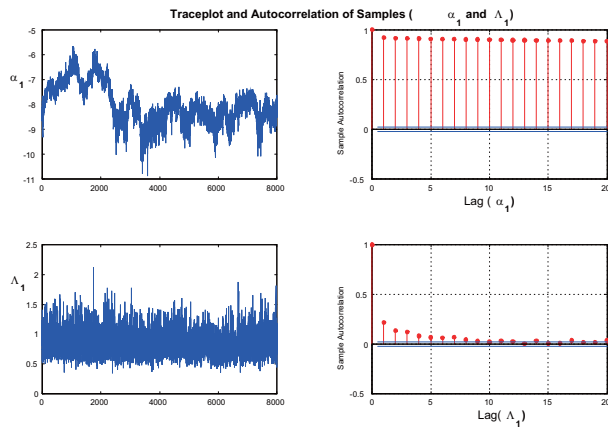 Traceplot and Autocorrelation of Samples ( α1 and Λ1)
-5
-6
-7
-8
-9
-10
-11
α1
0 2000 4000 6000 8000
1
0.5
0
-0.5
Sample Autocorrelation
0 5 10 15 20
Lag ( α1)
2.5
2
1.5
1
0.5
0
Λ1
0 2000 4000 6000 8000
1
0.5
0
-0.5
Sample Autocorrelation
0 5 10 15 20
Lag( Λ1)